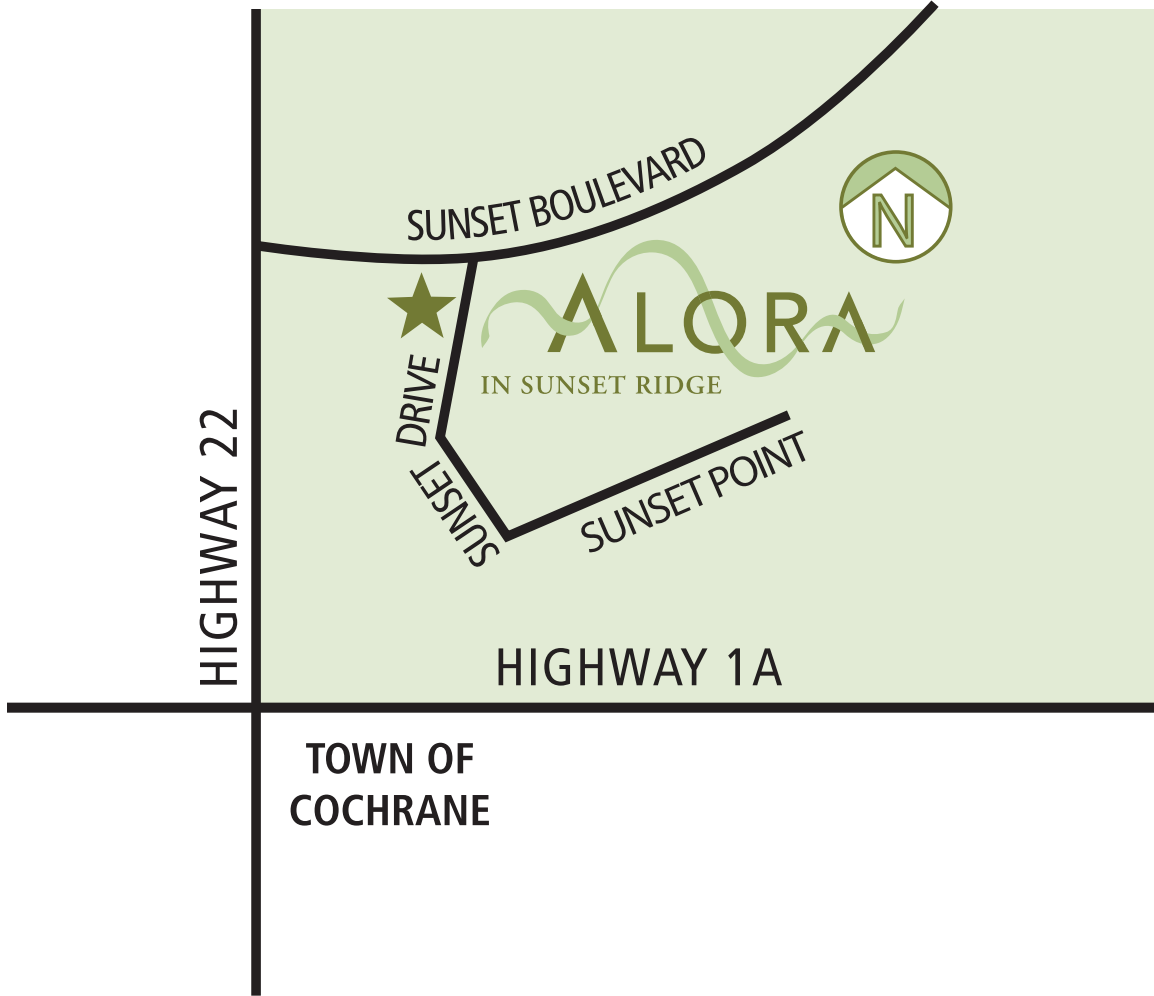 SUNSET BOULEVARD
N
ALORA
IN SUNSET RIDGE
SUNSET DRIVE
SUNSET POINT
HIGHWAY 22
HIGHWAY 1A
TOWN OF
COCHRANE